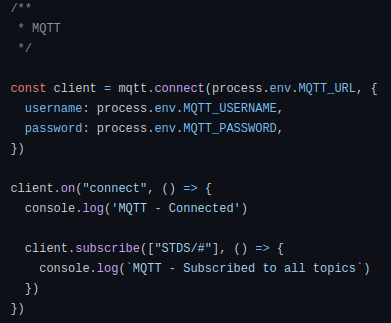 /**
 * MQTT
 */
const client = mqtt.connect(process.env.MQTT_URL, {
  username: process.env.MQTT_USERNAME,
  password: process.env.MQTT_PASSWORD,
})
client.on("connect", () => {
  console.log('MQTT - Connected')
  client.subscribe(["STDS/#"], () => {
    console.log(`MQTT - Subscribed to all topics`)
  })
})